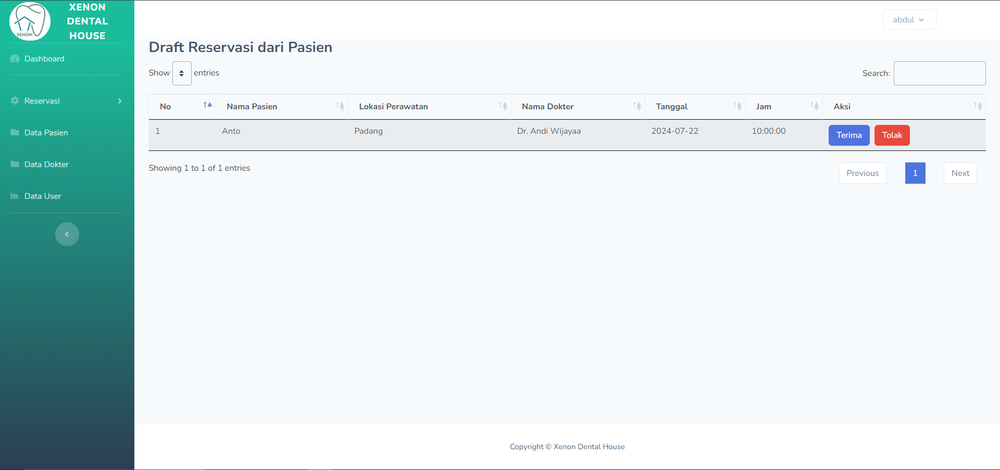 XENON
XENON
DENTAL
HOUSE
abdul
Dashboard
Reservasi
Data Pasien
Data Dokter
Data User
Draft Reservasi dari Pasien
Show entries
Search:
No Nama Pasien Lokasi Perawatan Nama Dokter Tanggal Jam Aksi
1 Anto Padang Dr. Andi Wijayaa 2024-07-22 10:00:00 Terima Tolak
Showing 1 to 1 of 1 entries
Previous 1 Next
Copyright © Xenon Dental House